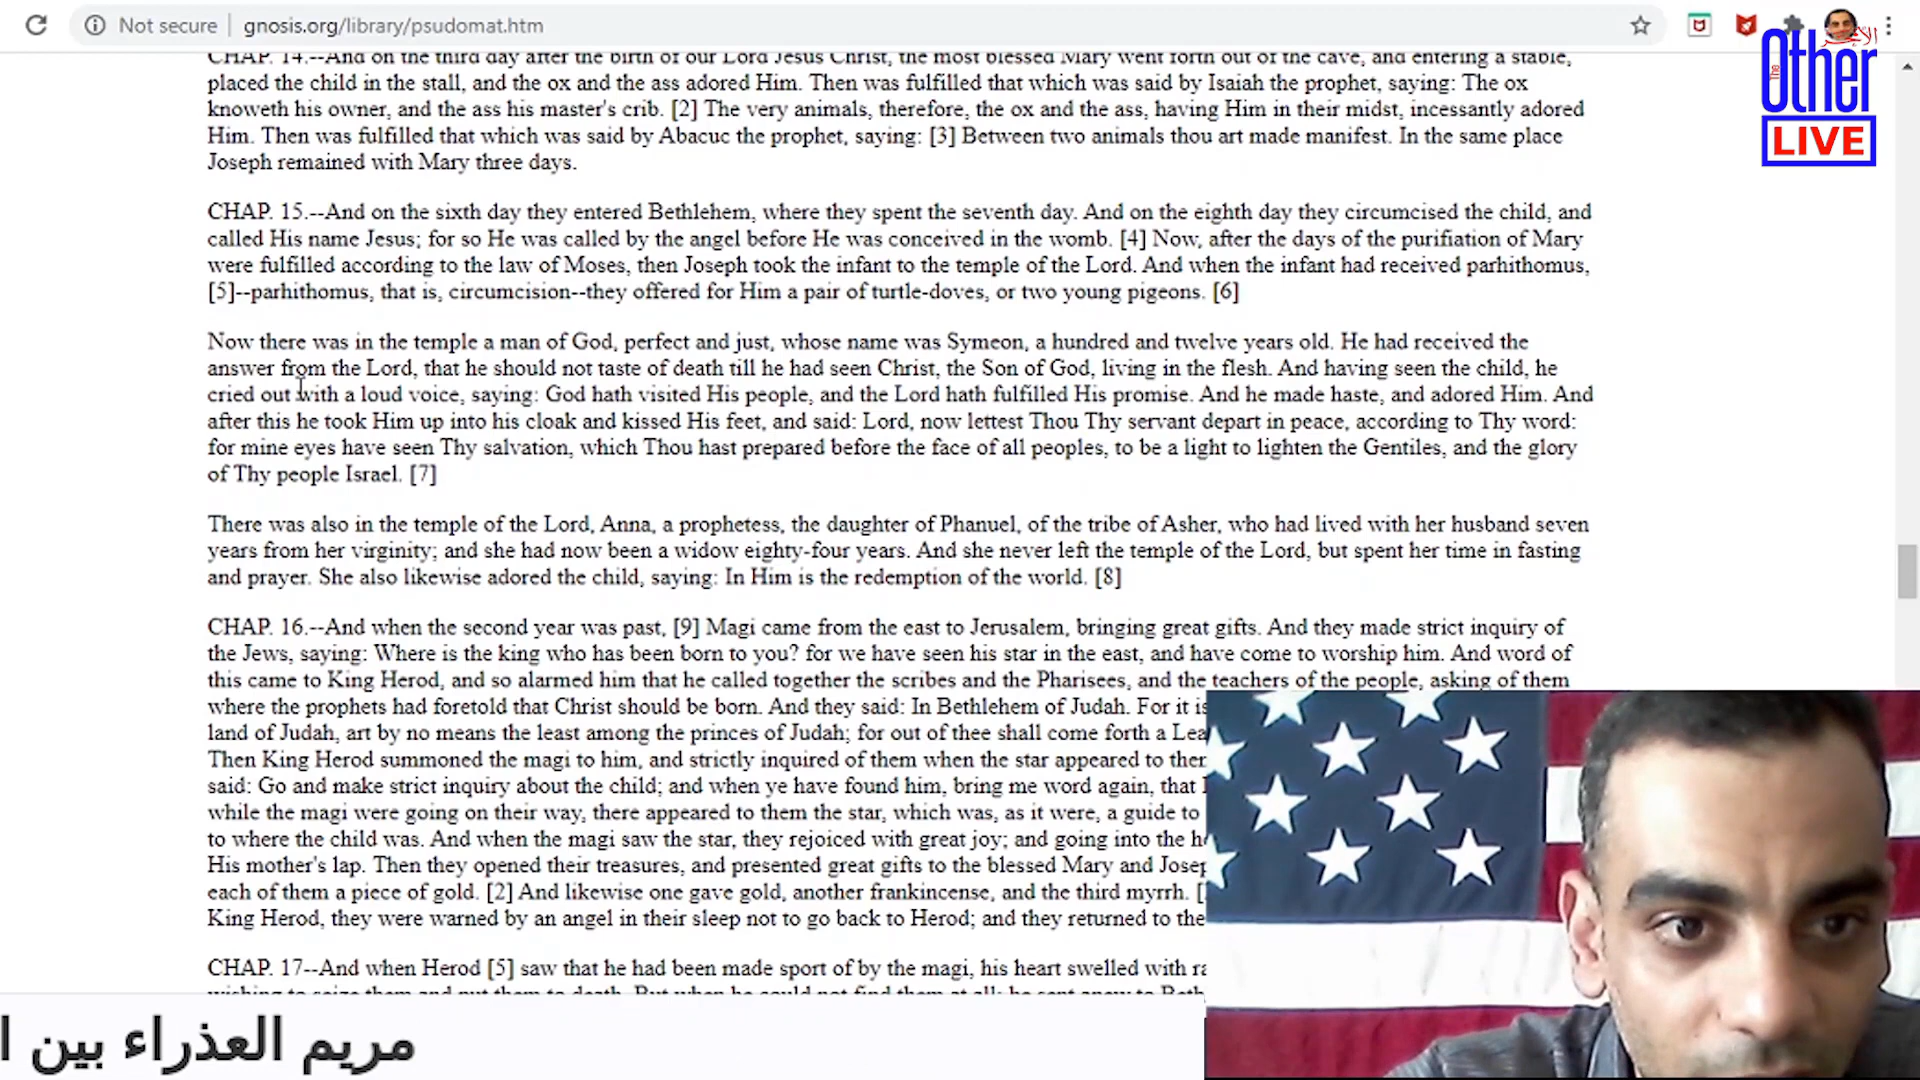 Not secure gnosis.org/library/psudomat.htm
الآخر
The Other
LIVE
CHAP. 14.--And on the third day after the birth of our Lord Jesus Christ, the most blessed Mary went forth out of the cave, and entering a stable,
placed the child in the stall, and the ox and the ass adored Him. Then was fulfilled that which was said by Isaiah the prophet, saying: The ox
knoweth his owner, and the ass his master's crib. [2] The very animals, therefore, the ox and the ass, having Him in their midst, incessantly adored
Him. Then was fulfilled that which was said by Abacuc the prophet, saying: [3] Between two animals thou art made manifest. In the same place
Joseph remained with Mary three days.
CHAP. 15.--And on the sixth day they entered Bethlehem, where they spent the seventh day. And on the eighth day they circumcised the child, and
called His name Jesus; for so He was called by the angel before He was conceived in the womb. [4] Now, after the days of the purifiation of Mary
were fulfilled according to the law of Moses, then Joseph took the infant to the temple of the Lord. And when the infant had received parhithomus,
[5]--parhithomus, that is, circumcision--they offered for Him a pair of turtle-doves, or two young pigeons. [6]
Now there was in the temple a man of God, perfect and just, whose name was Symeon, a hundred and twelve years old. He had received the
answer from the Lord, that he should not taste of death till he had seen Christ, the Son of God, living in the flesh. And having seen the child, he
cried out with a loud voice, saying: God hath visited His people, and the Lord hath fulfilled His promise. And he made haste, and adored Him. And
after this he took Him up into his cloak and kissed His feet, and said: Lord, now lettest Thou Thy servant depart in peace, according to Thy word:
for mine eyes have seen Thy salvation, which Thou hast prepared before the face of all peoples, to be a light to lighten the Gentiles, and the glory
of Thy people Israel. [7]
There was also in the temple of the Lord, Anna, a prophetess, the daughter of Phanuel, of the tribe of Asher, who had lived with her husband seven
years from her virginity; and she had now been a widow eighty-four years. And she never left the temple of the Lord, but spent her time in fasting
and prayer. She also likewise adored the child, saying: In Him is the redemption of the world. [8]
CHAP. 16.--And when the second year was past, [9] Magi came from the east to Jerusalem, bringing great gifts. And they made strict inquiry of
the Jews, saying: Where is the king who has been born to you? for we have seen his star in the east, and have come to worship him. And word of
this came to King Herod, and so alarmed him that he called together the scribes and the Pharisees, and the teachers of the people, asking of them
where the prophets had foretold that Christ should be born. And they said: In Bethlehem of Judah. For it is
land of Judah, art by no means the least among the princes of Judah; for out of thee shall come forth a Lea
Then King Herod summoned the magi to him, and strictly inquired of them when the star appeared to ther
said: Go and make strict inquiry about the child; and when ye have found him, bring me word again, that I
while the magi were going on their way, there appeared to them the star, which was, as it were, a guide to
to where the child was. And when the magi saw the star, they rejoiced with great joy; and going into the h
His mother's lap. Then they opened their treasures, and presented great gifts to the blessed Mary and Josep
each of them a piece of gold. [2] And likewise one gave gold, another frankincense, and the third myrrh. [
King Herod, they were warned by an angel in their sleep not to go back to Herod; and they returned to the
CHAP. 17--And when Herod [5] saw that he had been made sport of by the magi, his heart swelled with ra
مريم العذراء بين ا